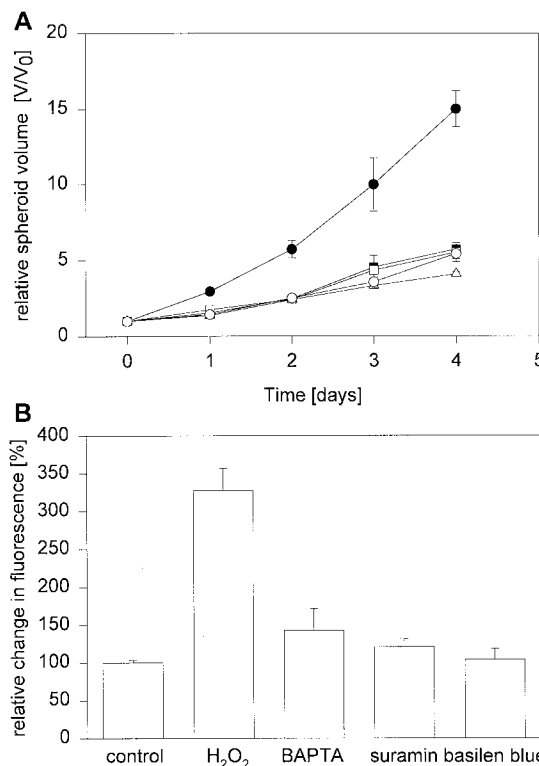 A
relative spheroid volume [V/V₀]
20
15
10
5
0
0 1 2 3 4 5
Time [days]
B
relative change in fluorescence [%]
400
350
300
250
200
150
100
50
0
control H₂O₂ BAPTA suramin basilen blue